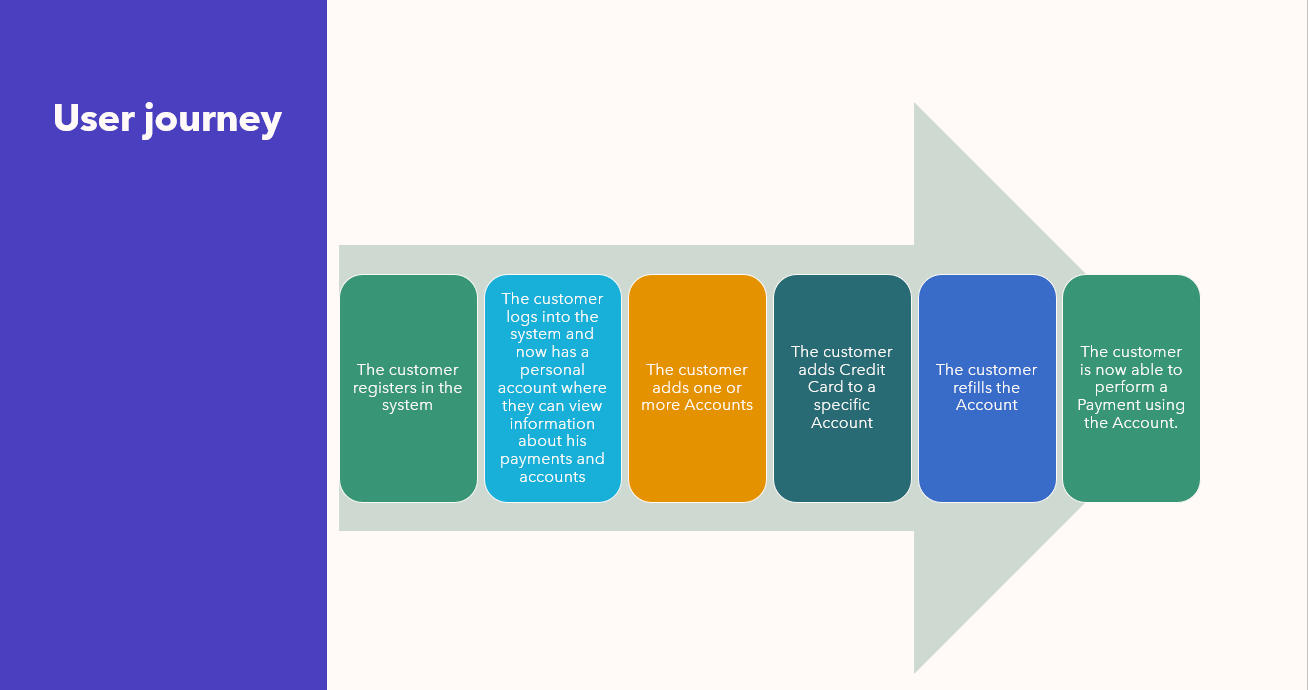 User journey
The customer
registers in the
system
The customer
logs into the
system and
now has a
personal
account where
they can view
information
about his
payments and
accounts
The customer
adds one or
more Accounts
The customer
adds Credit
Card to a
specific
Account
The customer
refills the
Account
The customer
is now able to
perform a
Payment using
the Account.